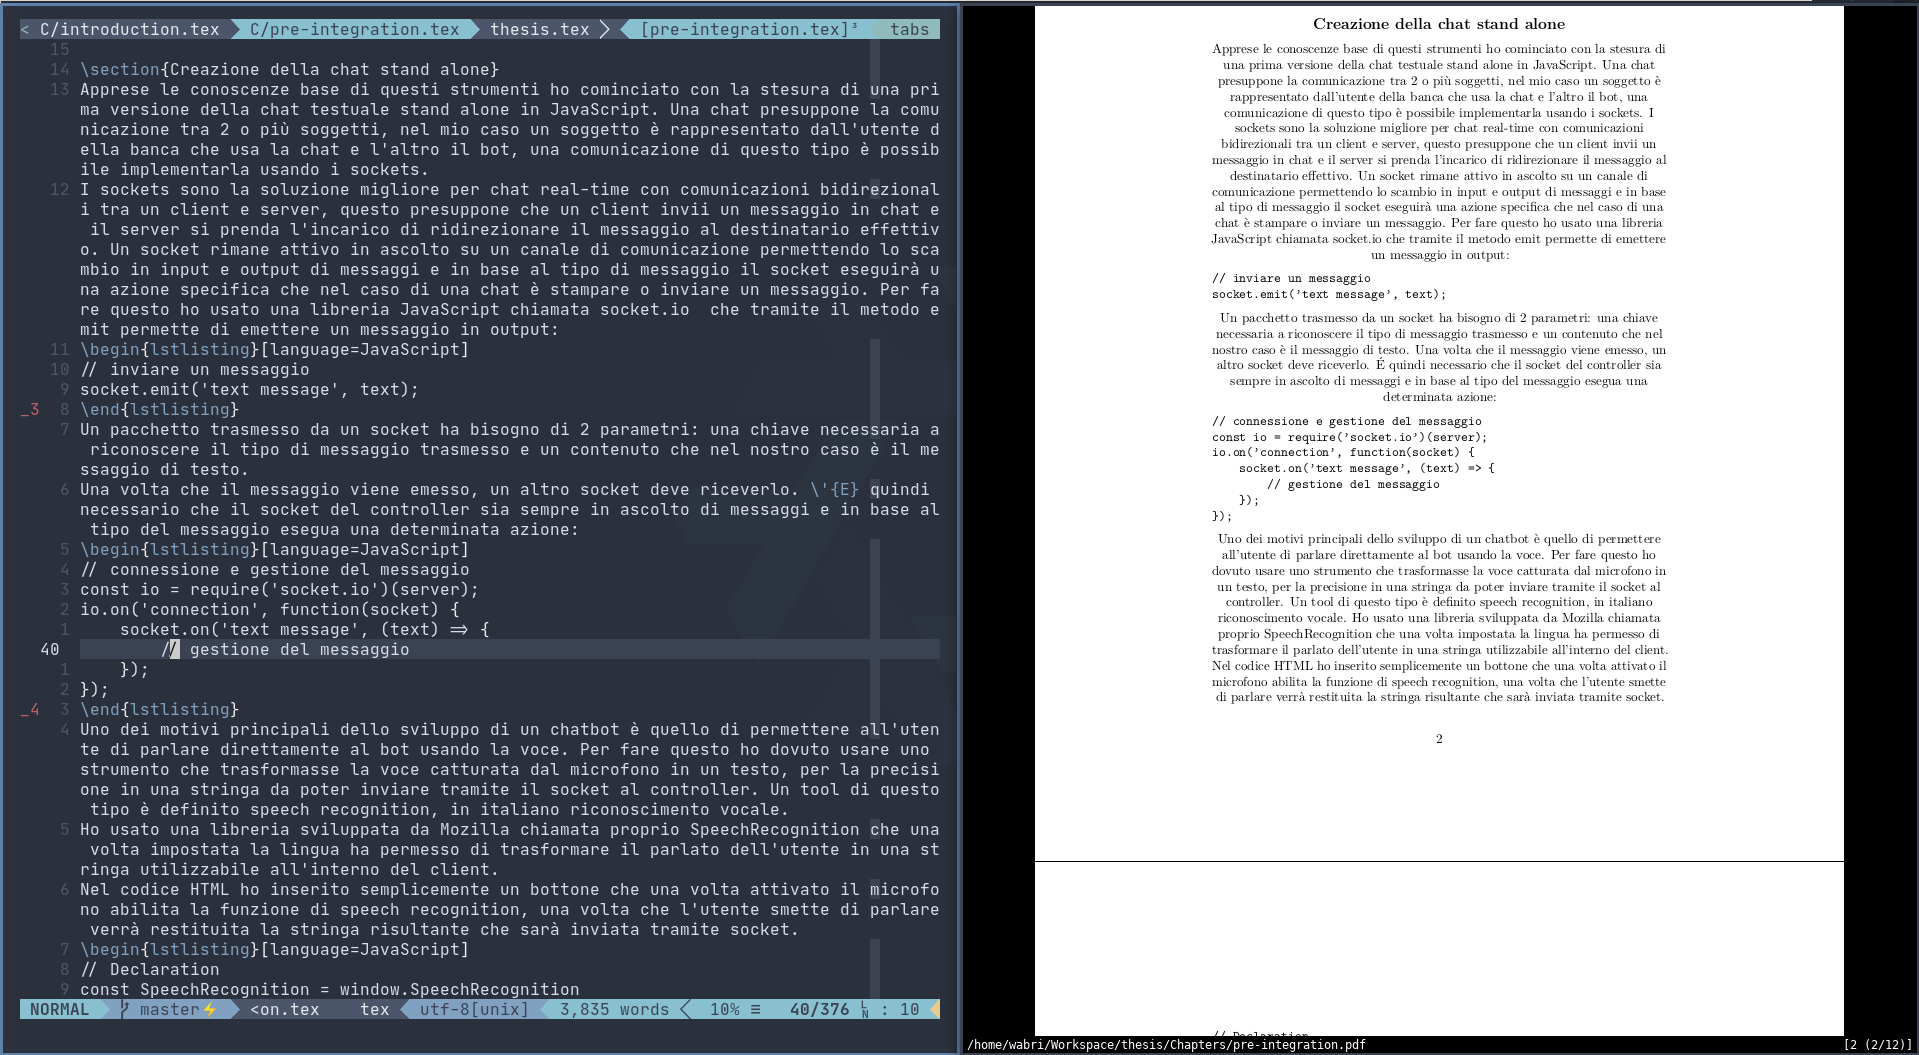 < C/introduction.tex C/pre-integration.tex thesis.tex [pre-integration.tex]³ tabs
15
14 \section{Creazione della chat stand alone}
13 Apprese le conoscenze base di questi strumenti ho cominciato con la stesura di una pri
ma versione della chat testuale stand alone in JavaScript. Una chat presuppone la comu
nicazione tra 2 o più soggetti, nel mio caso un soggetto è rappresentato dall'utente d
ella banca che usa la chat e l'altro il bot, una comunicazione di questo tipo è possib
ile implementarla usando i sockets.
12 I sockets sono la soluzione migliore per chat real-time con comunicazioni bidirezional
i tra un client e server, questo presuppone che un client invii un messaggio in chat e
il server si prenda l'incarico di ridirezionare il messaggio al destinatario effettiv
o. Un socket rimane attivo in ascolto su un canale di comunicazione permettendo lo sca
mbio in input e output di messaggi e in base al tipo di messaggio il socket eseguirà u
na azione specifica che nel caso di una chat è stampare o inviare un messaggio. Per fa
re questo ho usato una libreria JavaScript chiamata socket.io  che tramite il metodo e
mit permette di emettere un messaggio in output:
11 \begin{lstlisting}[language=JavaScript]
10 // inviare un messaggio
9 socket.emit('text message', text);
_3 8 \end{lstlisting}
7 Un pacchetto trasmesso da un socket ha bisogno di 2 parametri: una chiave necessaria a
riconoscere il tipo di messaggio trasmesso e un contenuto che nel nostro caso è il me
ssaggio di testo.
6 Una volta che il messaggio viene emesso, un altro socket deve riceverlo. \'{E} quindi
necessario che il socket del controller sia sempre in ascolto di messaggi e in base al
tipo del messaggio esegua una determinata azione:
5 \begin{lstlisting}[language=JavaScript]
4 // connessione e gestione del messaggio
3 const io = require('socket.io')(server);
2 io.on('connection', function(socket) {
1 socket.on('text message', (text) => {
40 // gestione del messaggio
1 });
2 });
_4 3 \end{lstlisting}
4 Uno dei motivi principali dello sviluppo di un chatbot è quello di permettere all'uten
te di parlare direttamente al bot usando la voce. Per fare questo ho dovuto usare uno
strumento che trasformasse la voce catturata dal microfono in un testo, per la precisi
one in una stringa da poter inviare tramite il socket al controller. Un tool di questo
tipo è definito speech recognition, in italiano riconoscimento vocale.
5 Ho usato una libreria sviluppata da Mozilla chiamata proprio SpeechRecognition che una
volta impostata la lingua ha permesso di trasformare il parlato dell'utente in una st
ringa utilizzabile all'interno del client.
6 Nel codice HTML ho inserito semplicemente un bottone che una volta attivato il microfo
no abilita la funzione di speech recognition, una volta che l'utente smette di parlare
verrà restituita la stringa risultante che sarà inviata tramite socket.
7 \begin{lstlisting}[language=JavaScript]
8 // Declaration
9 const SpeechRecognition = window.SpeechRecognition
NORMAL master⚡ <on.tex tex utf-8[unix] 3,835 words 10% ≡ 40/376 LN : 10
Creazione della chat stand alone
Apprese le conoscenze base di questi strumenti ho cominciato con la stesura di
una prima versione della chat testuale stand alone in JavaScript. Una chat
presuppone la comunicazione tra 2 o più soggetti, nel mio caso un soggetto è
rappresentato dall'utente della banca che usa la chat e l'altro il bot, una
comunicazione di questo tipo è possibile implementarla usando i sockets. I
sockets sono la soluzione migliore per chat real-time con comunicazioni
bidirezionali tra un client e server, questo presuppone che un client invii un
messaggio in chat e il server si prenda l'incarico di ridirezionare il messaggio al
destinatario effettivo. Un socket rimane attivo in ascolto su un canale di
comunicazione permettendo lo scambio in input e output di messaggi e in base
al tipo di messaggio il socket eseguirà una azione specifica che nel caso di una
chat è stampare o inviare un messaggio. Per fare questo ho usato una libreria
JavaScript chiamata socket.io che tramite il metodo emit permette di emettere
un messaggio in output:
// inviare un messaggio
socket.emit('text message', text);
Un pacchetto trasmesso da un socket ha bisogno di 2 parametri: una chiave
necessaria a riconoscere il tipo di messaggio trasmesso e un contenuto che nel
nostro caso è il messaggio di testo. Una volta che il messaggio viene emesso, un
altro socket deve riceverlo. É quindi necessario che il socket del controller sia
sempre in ascolto di messaggi e in base al tipo del messaggio esegua una
determinata azione:
// connessione e gestione del messaggio
const io = require('socket.io')(server);
io.on('connection', function(socket) {
socket.on('text message', (text) => {
// gestione del messaggio
});
});
Uno dei motivi principali dello sviluppo di un chatbot è quello di permettere
all'utente di parlare direttamente al bot usando la voce. Per fare questo ho
dovuto usare uno strumento che trasformasse la voce catturata dal microfono in
un testo, per la precisione in una stringa da poter inviare tramite il socket al
controller. Un tool di questo tipo è definito speech recognition, in italiano
riconoscimento vocale. Ho usato una libreria sviluppata da Mozilla chiamata
proprio SpeechRecognition che una volta impostata la lingua ha permesso di
trasformare il parlato dell'utente in una stringa utilizzabile all'interno del client.
Nel codice HTML ho inserito semplicemente un bottone che una volta attivato il
microfono abilita la funzione di speech recognition, una volta che l'utente smette
di parlare verrà restituita la stringa risultante che sarà inviata tramite socket.
2
// Declaration
/home/wabri/Workspace/thesis/Chapters/pre-integration.pdf [2 (2/12)]